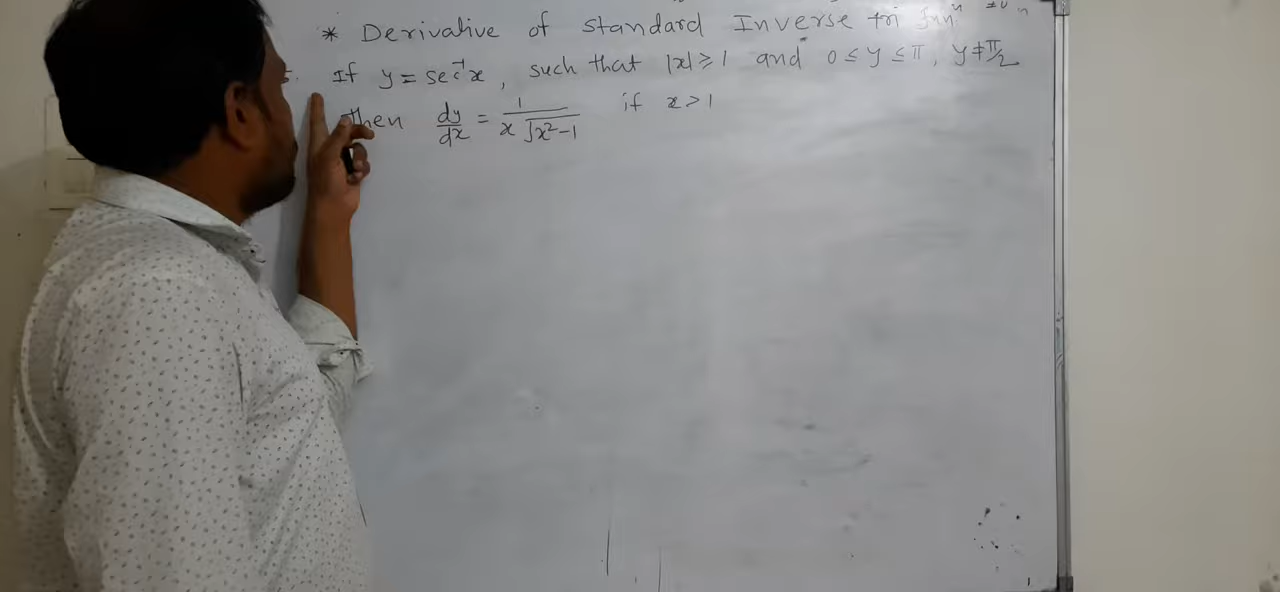 * Derivative of Standard Inverse tri funⁿ
If y = sec⁻¹x , such that |x| ⩾ 1 and 0 ≤ y ≤ π, y ≠ π/2
then dy/dx = 1/(x √(x²-1)) if x > 1